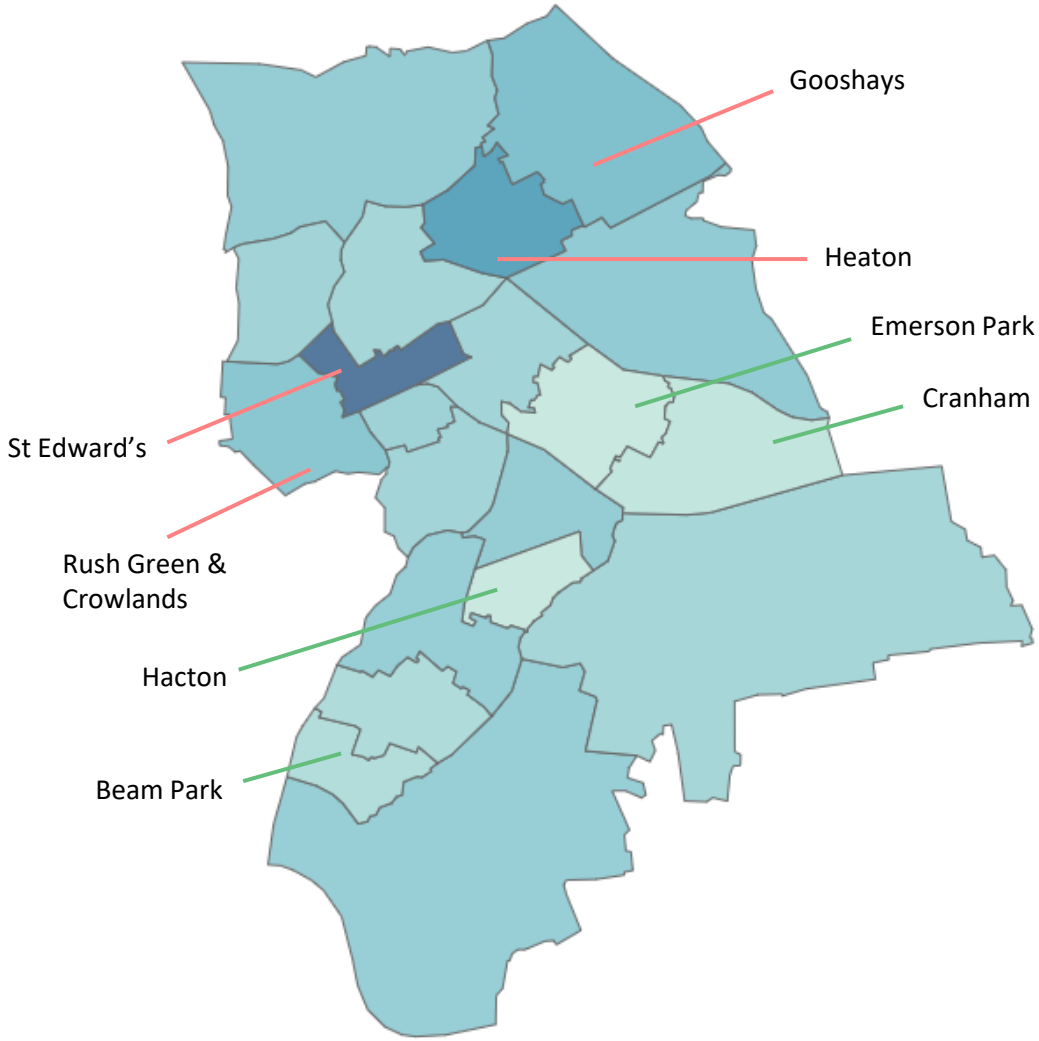 Gooshays
Heaton
Emerson Park
Cranham
St Edward’s
Rush Green &
Crowlands
Hacton
Beam Park